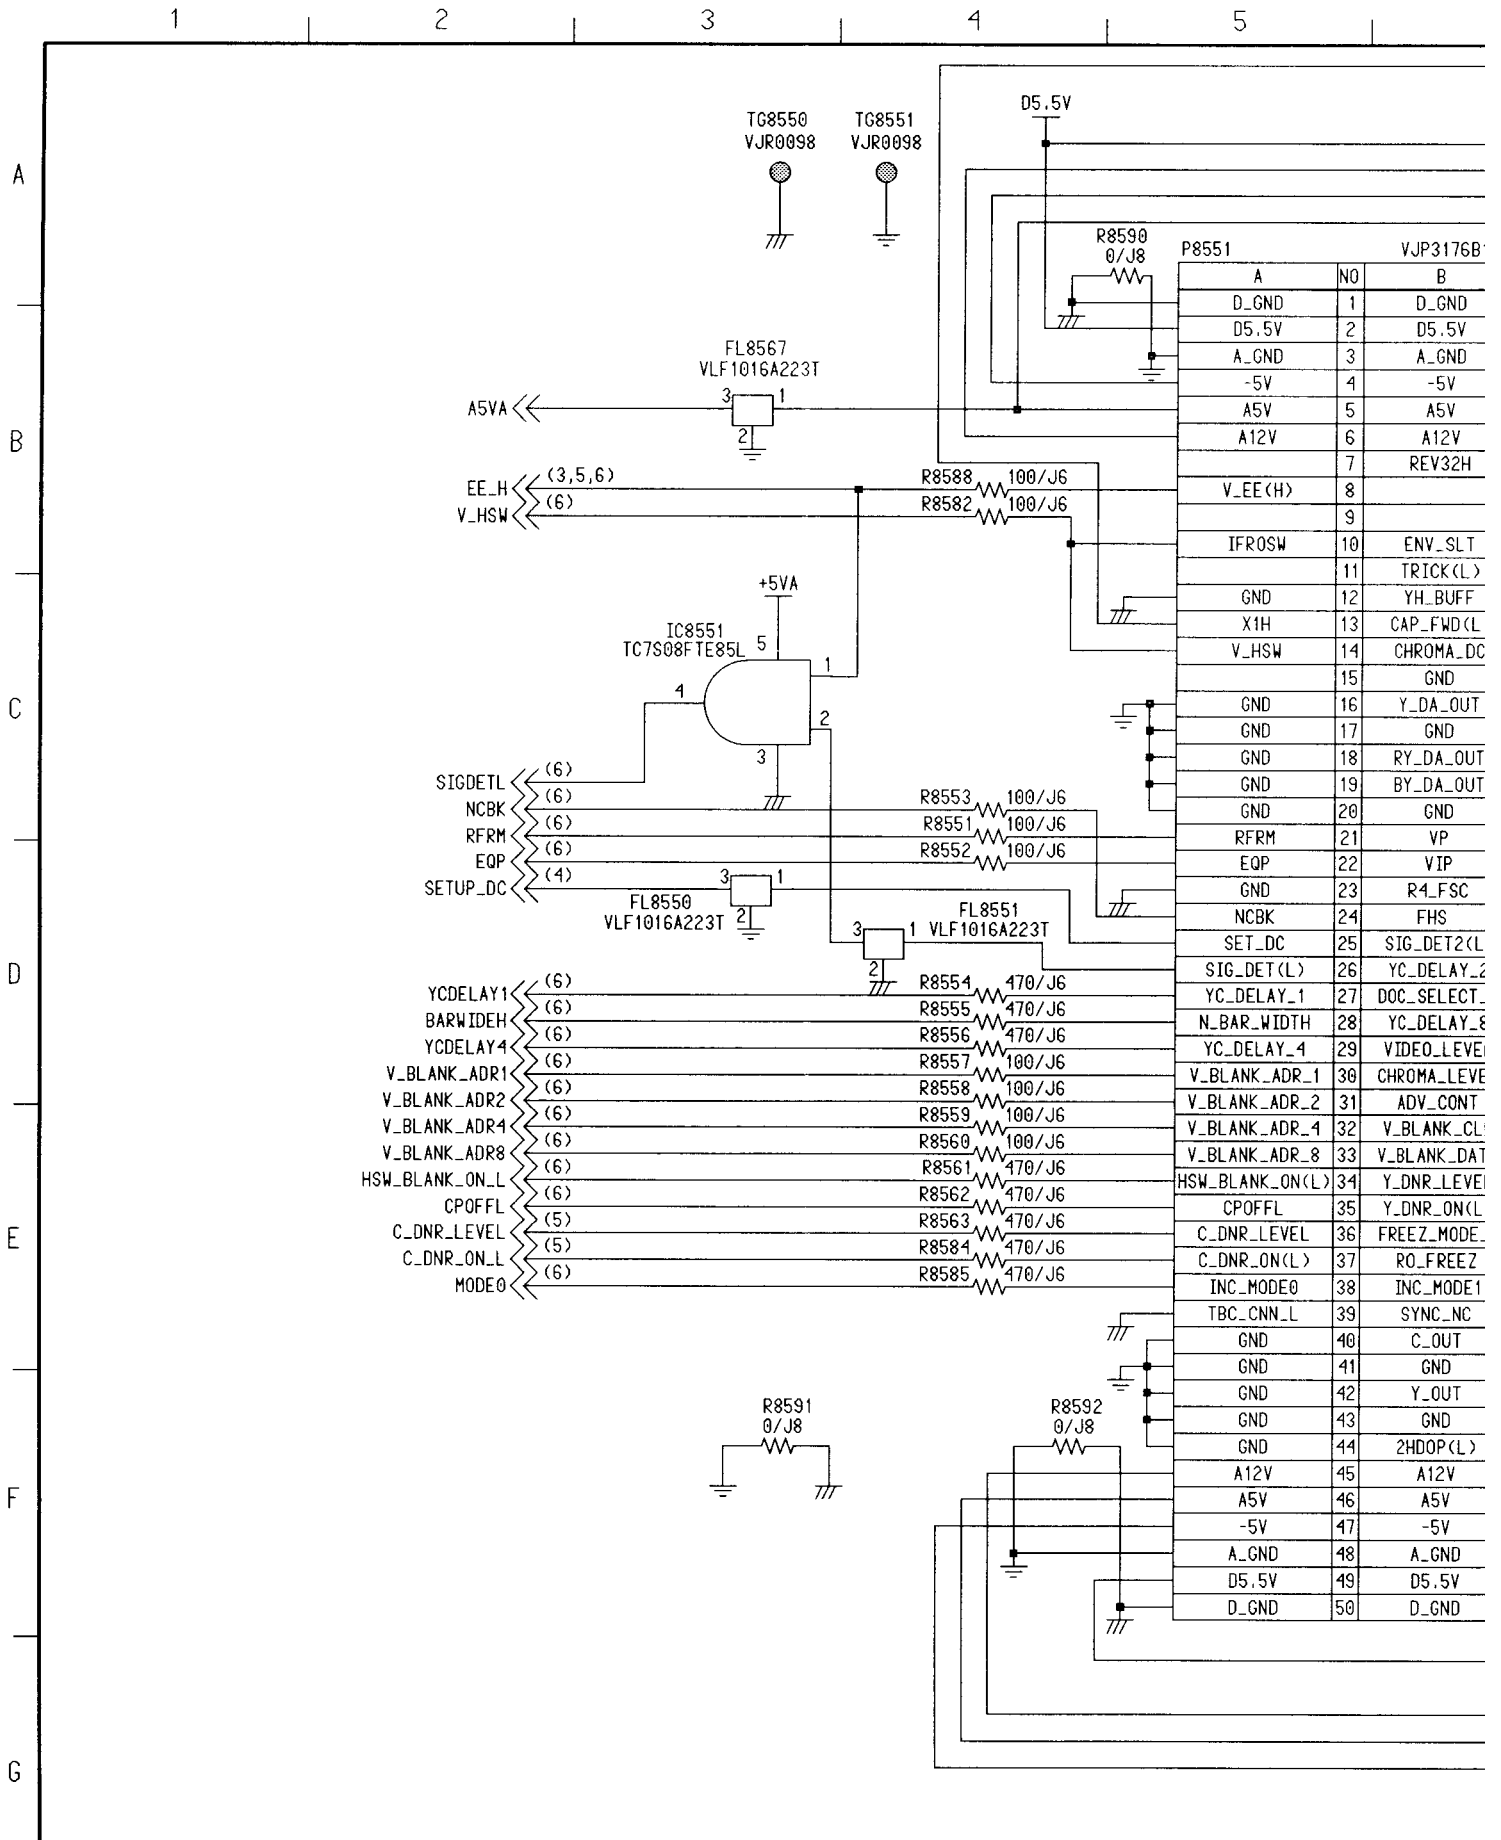 1 2 3 4 5
A
B
C
D
E
F
G
D5.5V
TG8550
VJR0098
TG8551
VJR0098
R8590
0/J8
P8551
A NO B
D_GND 1 D_GND
D5.5V 2 D5.5V
A_GND 3 A_GND
-5V 4 -5V
A5V 5 A5V
A12V 6 A12V
7 REV32H
V_EE(H) 8
9
IFROSW 10 ENV_SLT
11 TRICK(L)
GND 12 YH_BUFF
X1H 13 CAP_FWD(L
V_HSW 14 CHROMA_DC
15 GND
GND 16 Y_DA_OUT
GND 17 GND
GND 18 RY_DA_OUT
GND 19 BY_DA_OUT
GND 20 GND
RFRM 21 VP
EQP 22 VIP
GND 23 R4_FSC
NCBK 24 FHS
SET_DC 25 SIG_DET2(L
SIG_DET(L) 26 YC_DELAY_2
YC_DELAY_1 27 DOC_SELECT_
N_BAR_WIDTH 28 YC_DELAY_8
YC_DELAY_4 29 VIDEO_LEVE
V_BLANK_ADR_1 30 CHROMA_LEVE
V_BLANK_ADR_2 31 ADV_CONT
V_BLANK_ADR_4 32 V_BLANK_CL
V_BLANK_ADR_8 33 V_BLANK_DAT
HSW_BLANK_ON(L) 34 Y_DNR_LEVE
CPOFFL 35 Y_DNR_ON(L
C_DNR_LEVEL 36 FREEZ_MODE_
C_DNR_ON(L) 37 RO_FREEZ
INC_MODE0 38 INC_MODE1
TBC_CNN_L 39 SYNC_NC
GND 40 C_OUT
GND 41 GND
GND 42 Y_OUT
GND 43 GND
GND 44 2HDOP(L)
A12V 45 A12V
A5V 46 A5V
-5V 47 -5V
A_GND 48 A_GND
D5.5V 49 D5.5V
D_GND 50 D_GND
FL8567
VLF1016A223T
A5VA 3 1
2
EE_H (3,5,6) R8588 100/J6
V_HSW (6) R8582 100/J6
+5VA
IC8551
TC7S08FTE85L 5
1
4
2
3
SIGDETL (6)
NCBK (6) R8553 100/J6
RFRM (6) R8551 100/J6
EQP (6) R8552 100/J6
SETUP_DC (4) 3 1
FL8550
VLF1016A223T 2
FL8551
3 1 VLF1016A223T
2
YCDELAY1 (6) R8554 470/J6
BARWIDEH (6) R8555 470/J6
YCDELAY4 (6) R8556 470/J6
V_BLANK_ADR1 (6) R8557 100/J6
V_BLANK_ADR2 (6) R8558 100/J6
V_BLANK_ADR4 (6) R8559 100/J6
V_BLANK_ADR8 (6) R8560 100/J6
HSW_BLANK_ON_L (6) R8561 470/J6
CPOFFL (6) R8562 470/J6
C_DNR_LEVEL (5) R8563 470/J6
C_DNR_ON_L (5) R8584 470/J6
MODE0 (6) R8585 470/J6
R8591
0/J8
R8592
0/J8